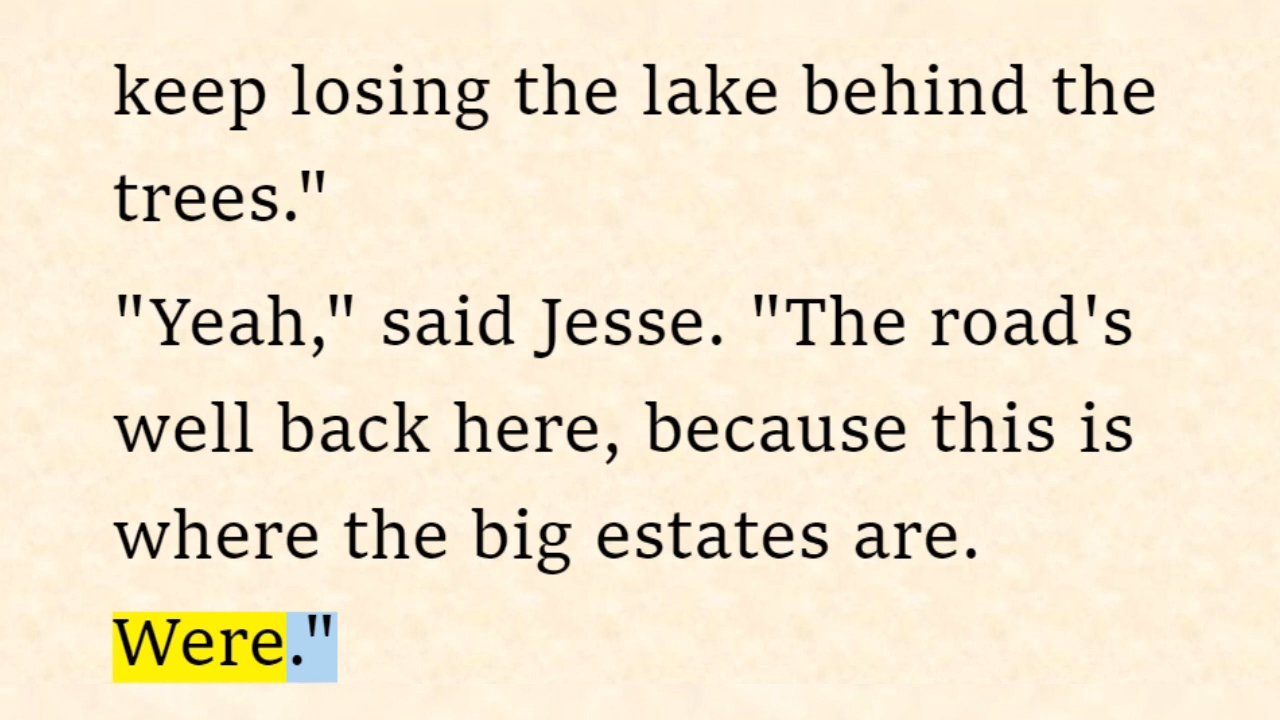 keep losing the lake behind the
trees."
"Yeah," said Jesse. "The road's
well back here, because this is
where the big estates are.
Were."